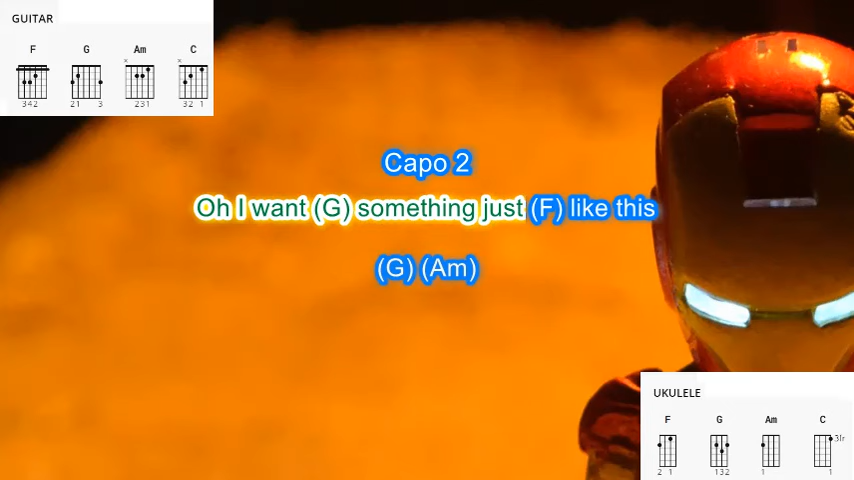 GUITAR
F G Am C
× ×
342 21 3 231 32 1
Capo 2
Oh I want (G) something just (F) like this
(G) (Am)
UKULELE
F G Am C
3fr
2 1 132 1 1